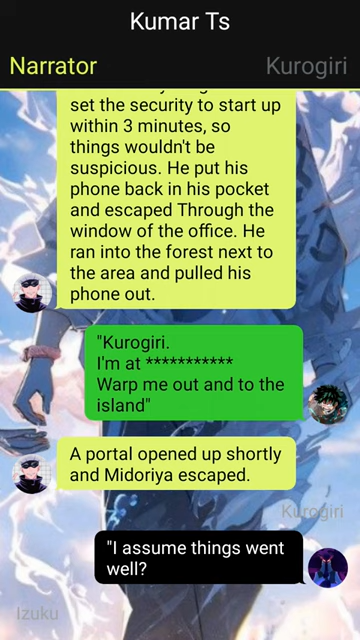 Kumar Ts
Narrator
Kurogiri
set the security to start up
within 3 minutes, so
things wouldn't be
suspicious. He put his
phone back in his pocket
and escaped Through the
window of the office. He
ran into the forest next to
the area and pulled his
phone out.
"Kurogiri.
I'm at ***********
Warp me out and to the
island"
A portal opened up shortly
and Midoriya escaped.
Kurogiri
"I assume things went
well?
Izuku